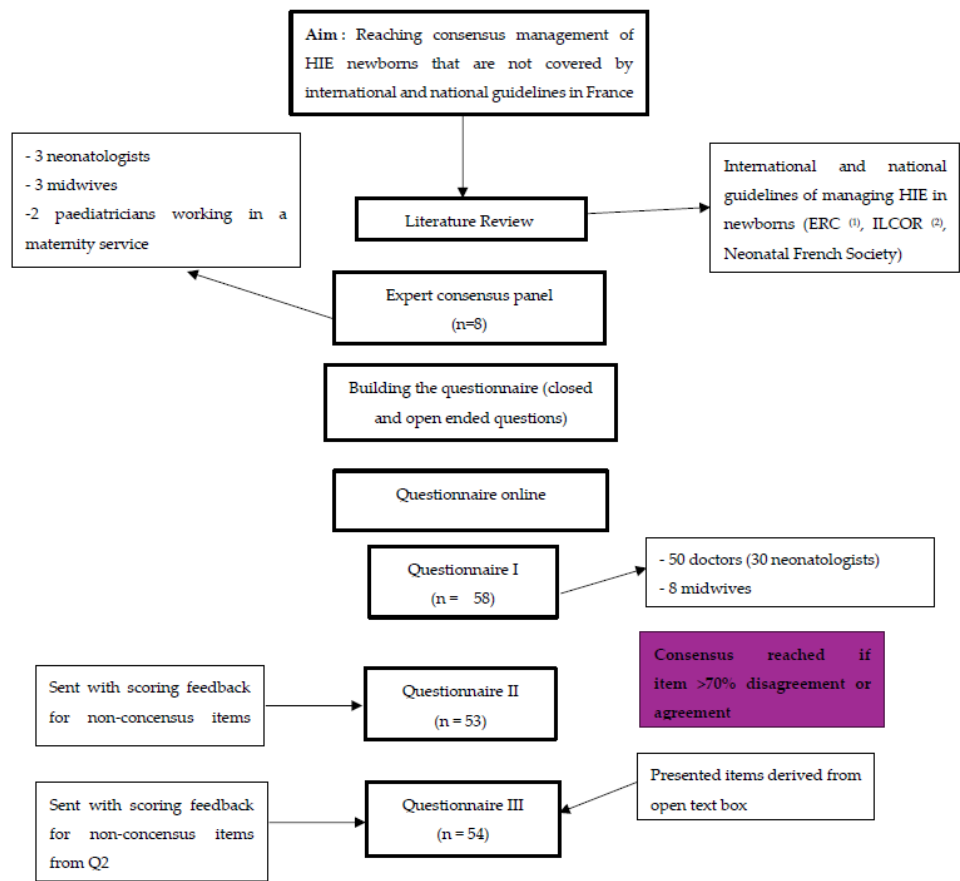 Aim : Reaching consensus management of
HIE newborns that are not covered by
international and national guidelines in France
- 3 neonatologists
- 3 midwives
-2 paediatricians working in a
maternity service
Literature Review
International and national
guidelines of managing HIE in
newborns (ERC (1), ILCOR (2),
Neonatal French Society)
Expert consensus panel
(n=8)
Building the questionnaire (closed
and open ended questions)
Questionnaire online
Questionnaire I
(n = 58)
- 50 doctors (30 neonatologists)
- 8 midwives
Consensus reached if
item >70% disagreement or
agreement
Sent with scoring feedback
for non-concensus items
Questionnaire II
(n = 53)
Sent with scoring feedback
for non-concensus items
from Q2
Questionnaire III
(n = 54)
Presented items derived from
open text box